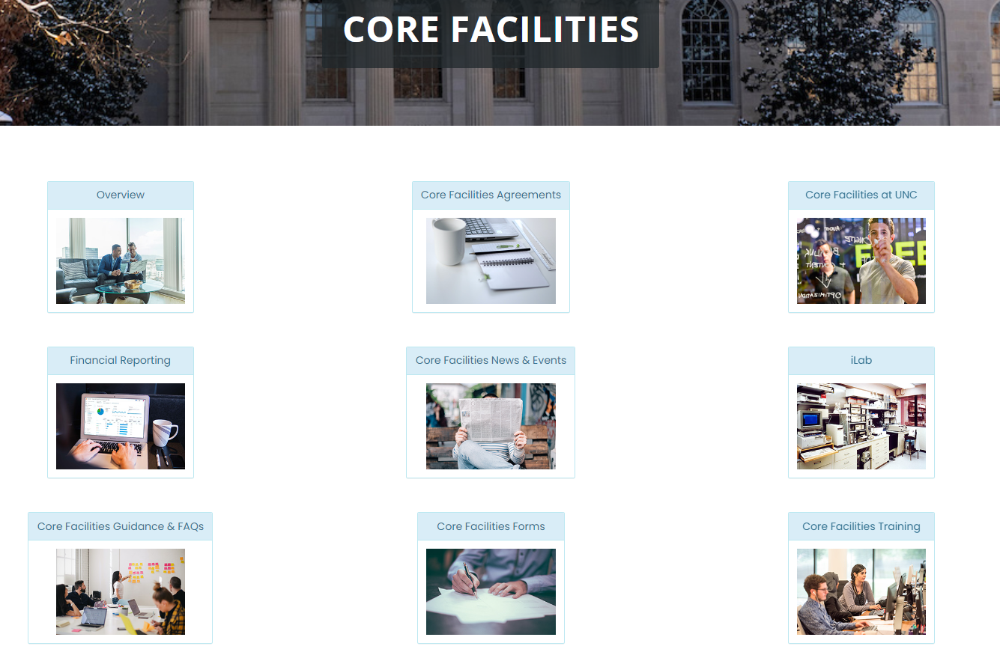 CORE FACILITIES
Overview
Core Facilities Agreements
Core Facilities at UNC
FREE
Financial Reporting
Core Facilities News & Events
iLab
Core Facilities Guidance & FAQs
Core Facilities Forms
Core Facilities Training